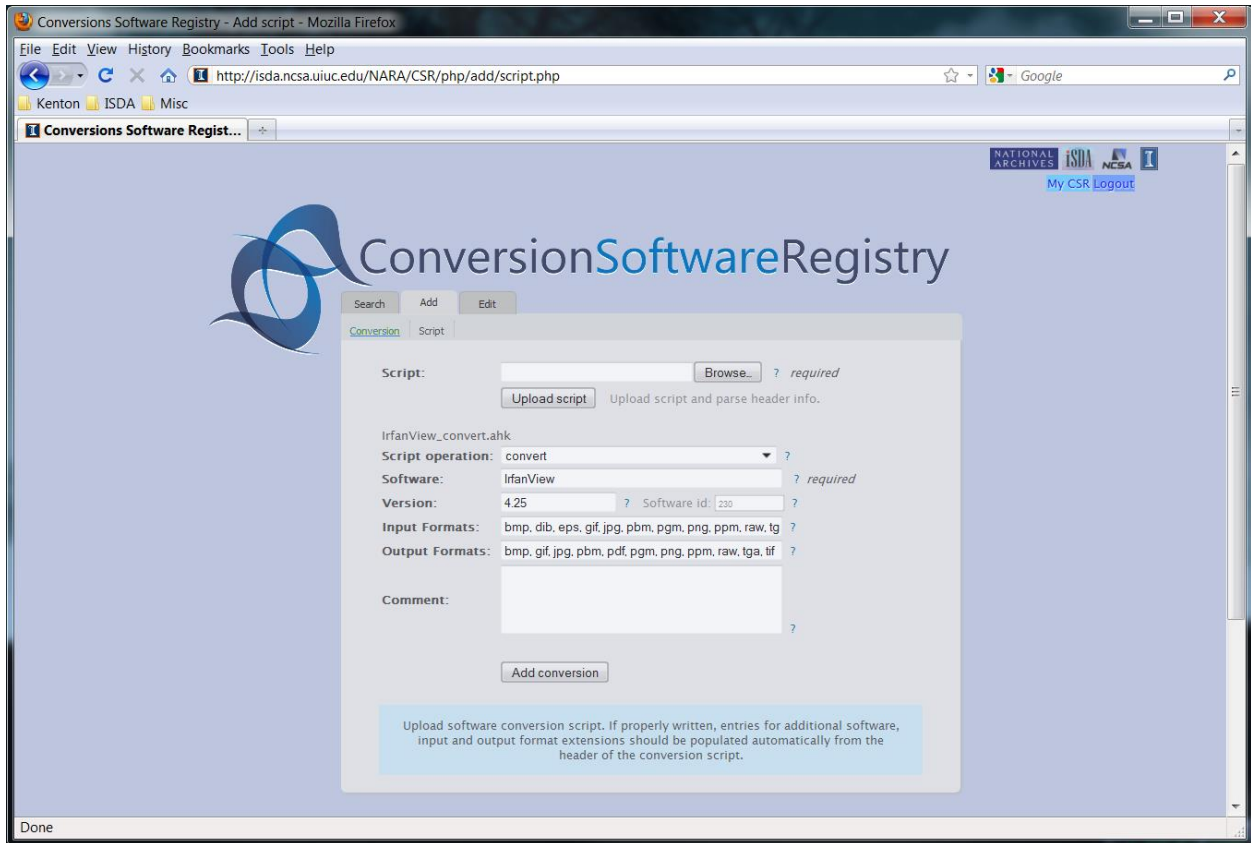 Conversions Software Registry - Add script - Mozilla Firefox
File Edit View History Bookmarks Tools Help
http://isda.ncsa.uiuc.edu/NARA/CSR/php/add/script.php
Google
Kenton ISDA Misc
Conversions Software Regist...
NATIONAL ARCHIVES iSDA NCSA I
My CSR Logout
ConversionSoftwareRegistry
Search Add Edit
Conversion Script
Script: Browse... ? required
Upload script Upload script and parse header info.
IrfanView_convert.ahk
Script operation: convert ?
Software: IrfanView ? required
Version: 4.25 ? Software id: 230 ?
Input Formats: bmp, dib, eps, gif, jpg, pbm, pgm, png, ppm, raw, tg ?
Output Formats: bmp, gif, jpg, pbm, pdf, pgm, png, ppm, raw, tga, tif ?
Comment:
?
Add conversion
Upload software conversion script. If properly written, entries for additional software,
input and output format extensions should be populated automatically from the
header of the conversion script.
Done